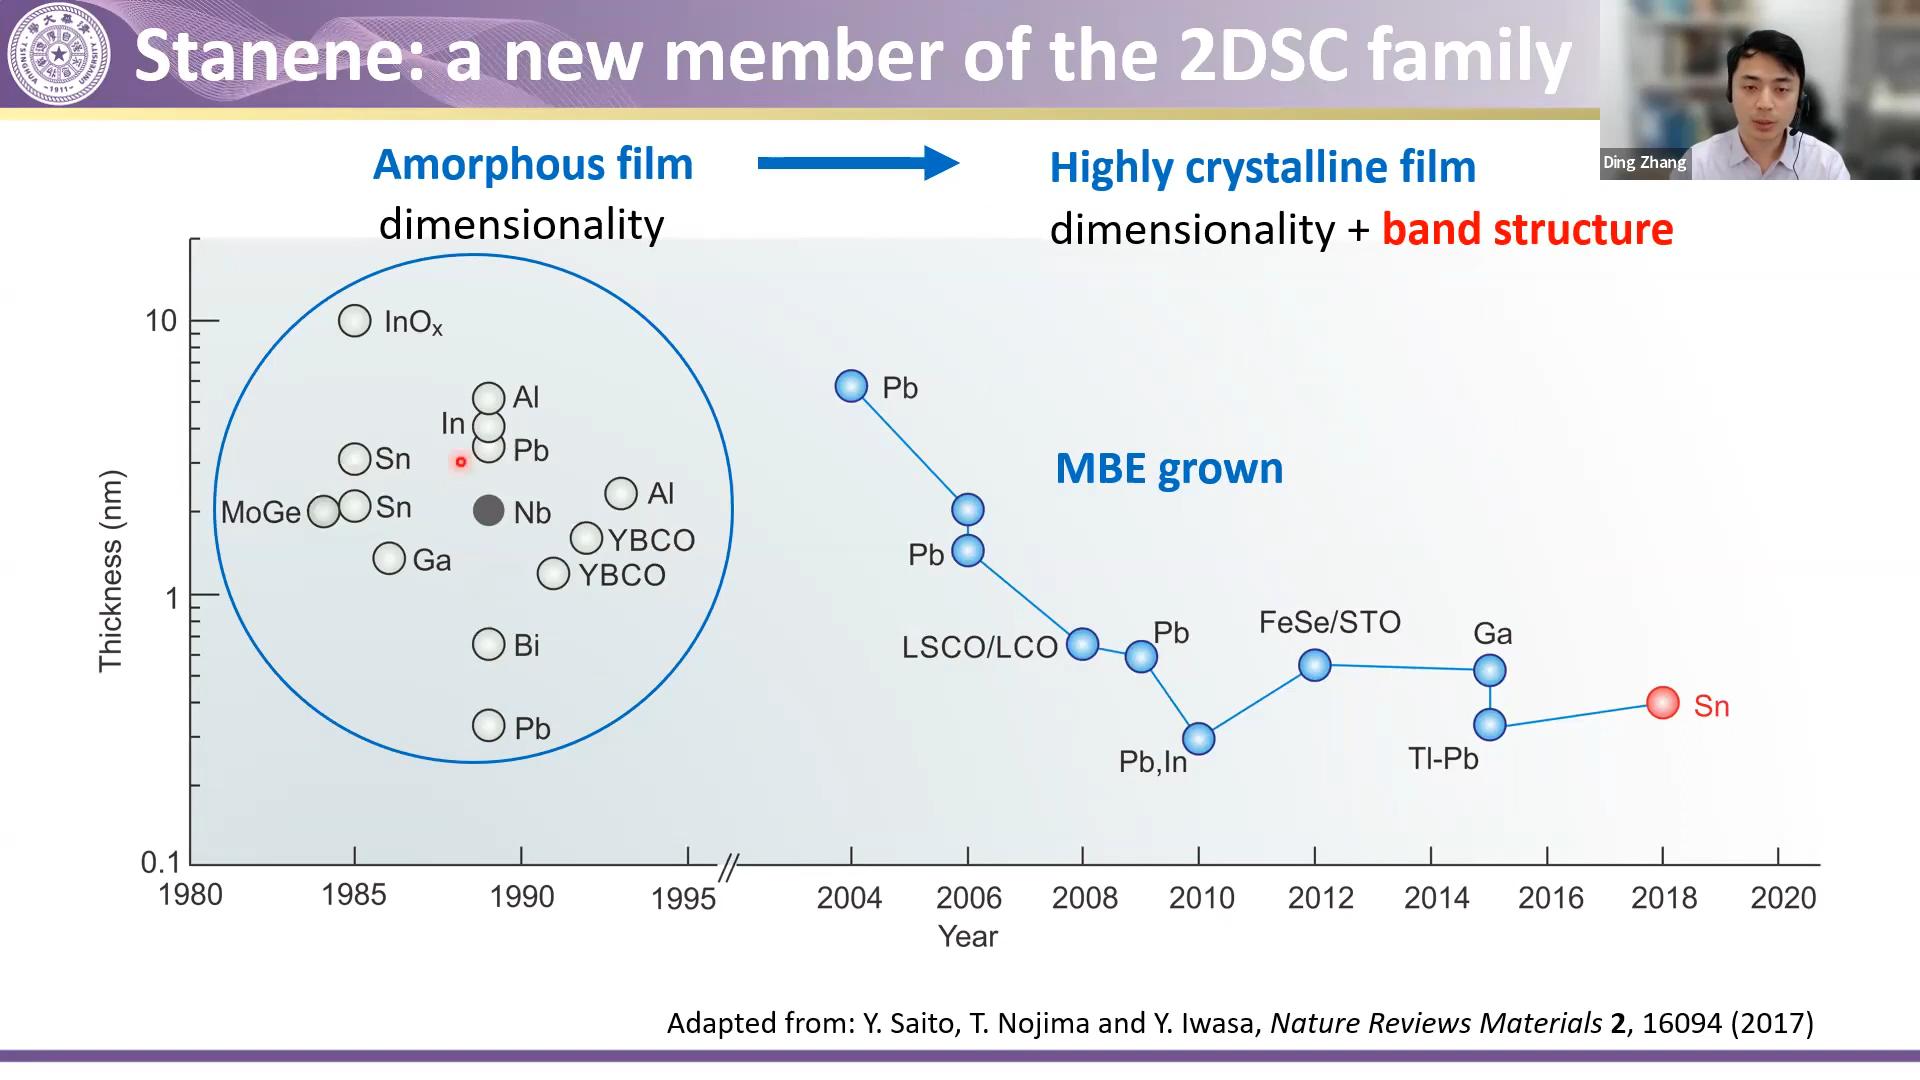 Stanene: a new member of the 2DSC family
TSINGHUA UNIVERSITY
~1911~
Ding Zhang
Amorphous film
dimensionality
Highly crystalline film
dimensionality + band structure
MBE grown
Thickness (nm)
10
1
0.1
InOₓ
Al
In
Pb
Sn
Sn
MoGe
Nb
Al
Ga
YBCO
YBCO
Bi
Pb
Pb
Pb
LSCO/LCO
Pb
Pb,In
FeSe/STO
Ga
Tl-Pb
Sn
1980 1985 1990 1995 2004 2006 2008 2010 2012 2014 2016 2018 2020
Year
Adapted from: Y. Saito, T. Nojima and Y. Iwasa, Nature Reviews Materials 2, 16094 (2017)